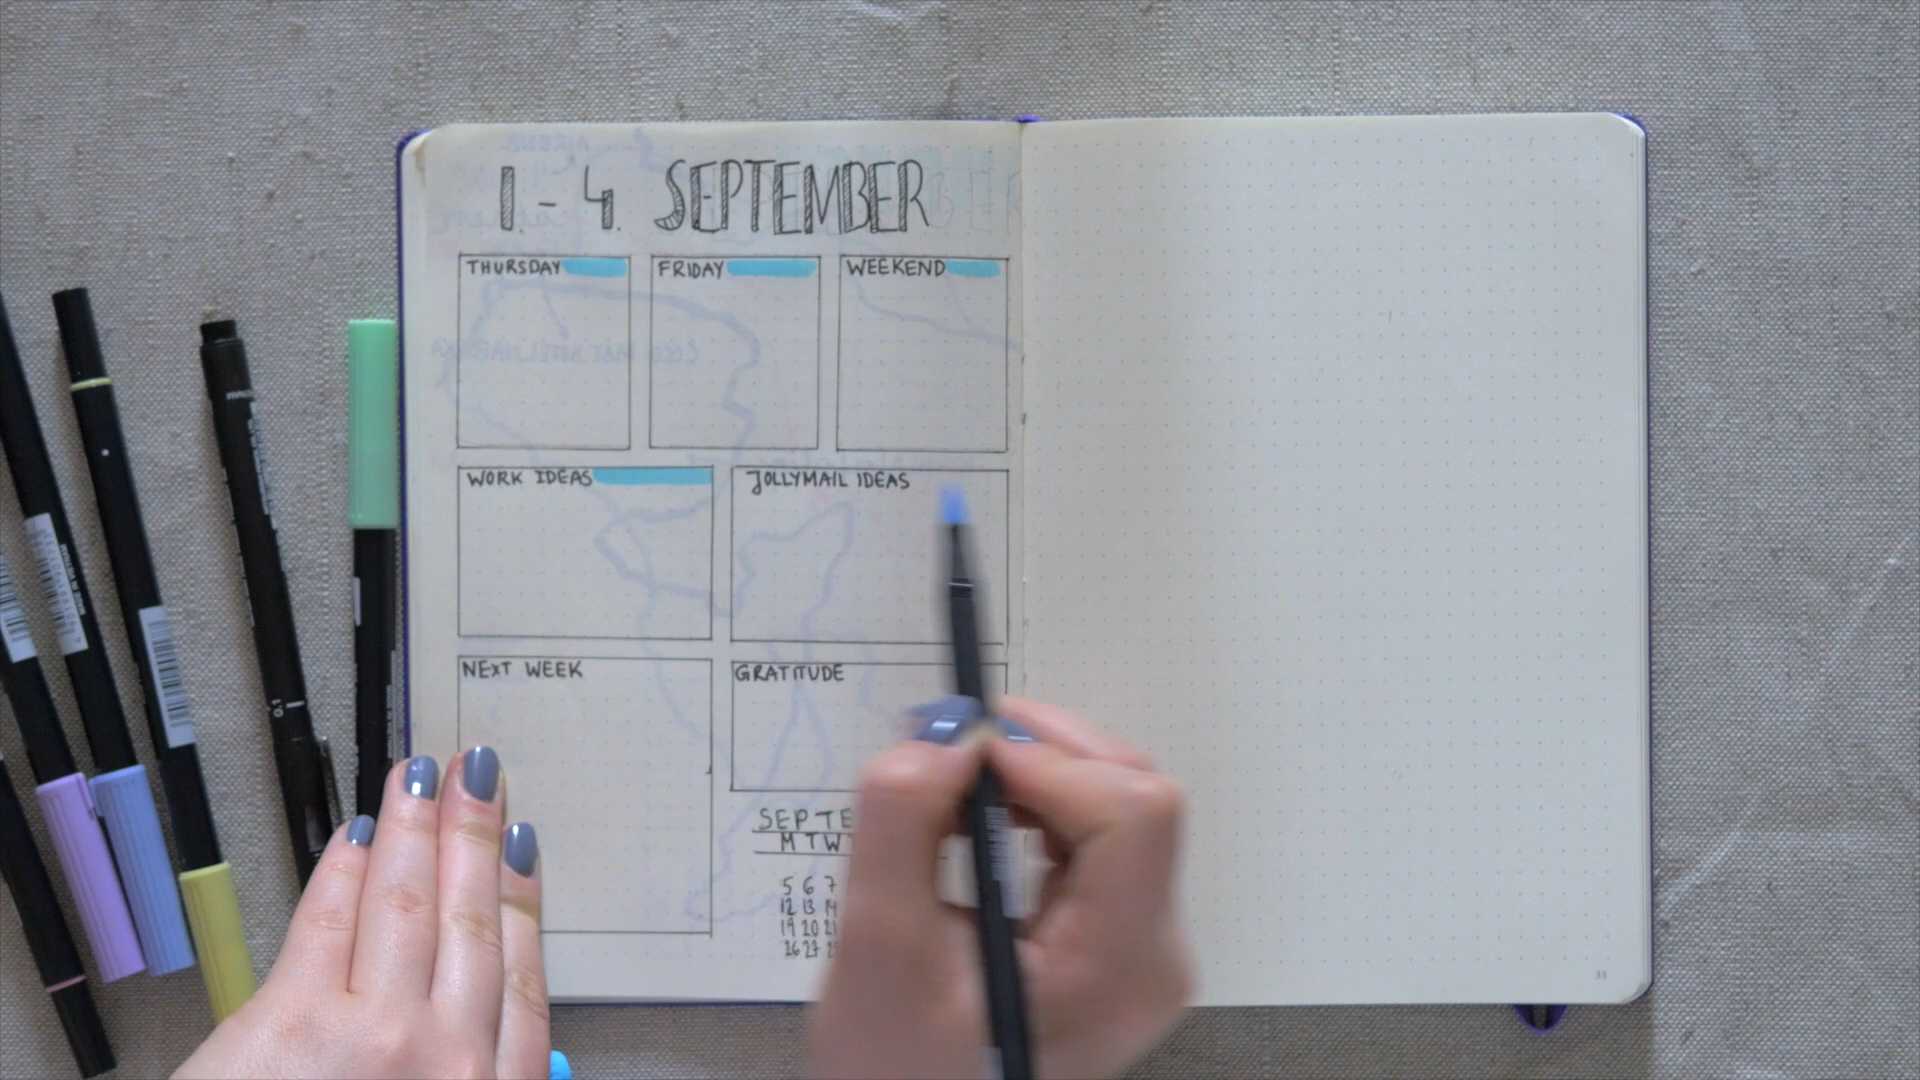 1. - 4. SEPTEMBER
THURSDAY FRIDAY WEEKEND
WORK IDEAS JOLLYMAIL IDEAS
NEXT WEEK GRATITUDE
SEPTE
M T W T
5 6 7
12 13 14
19 20 21
26 27
55